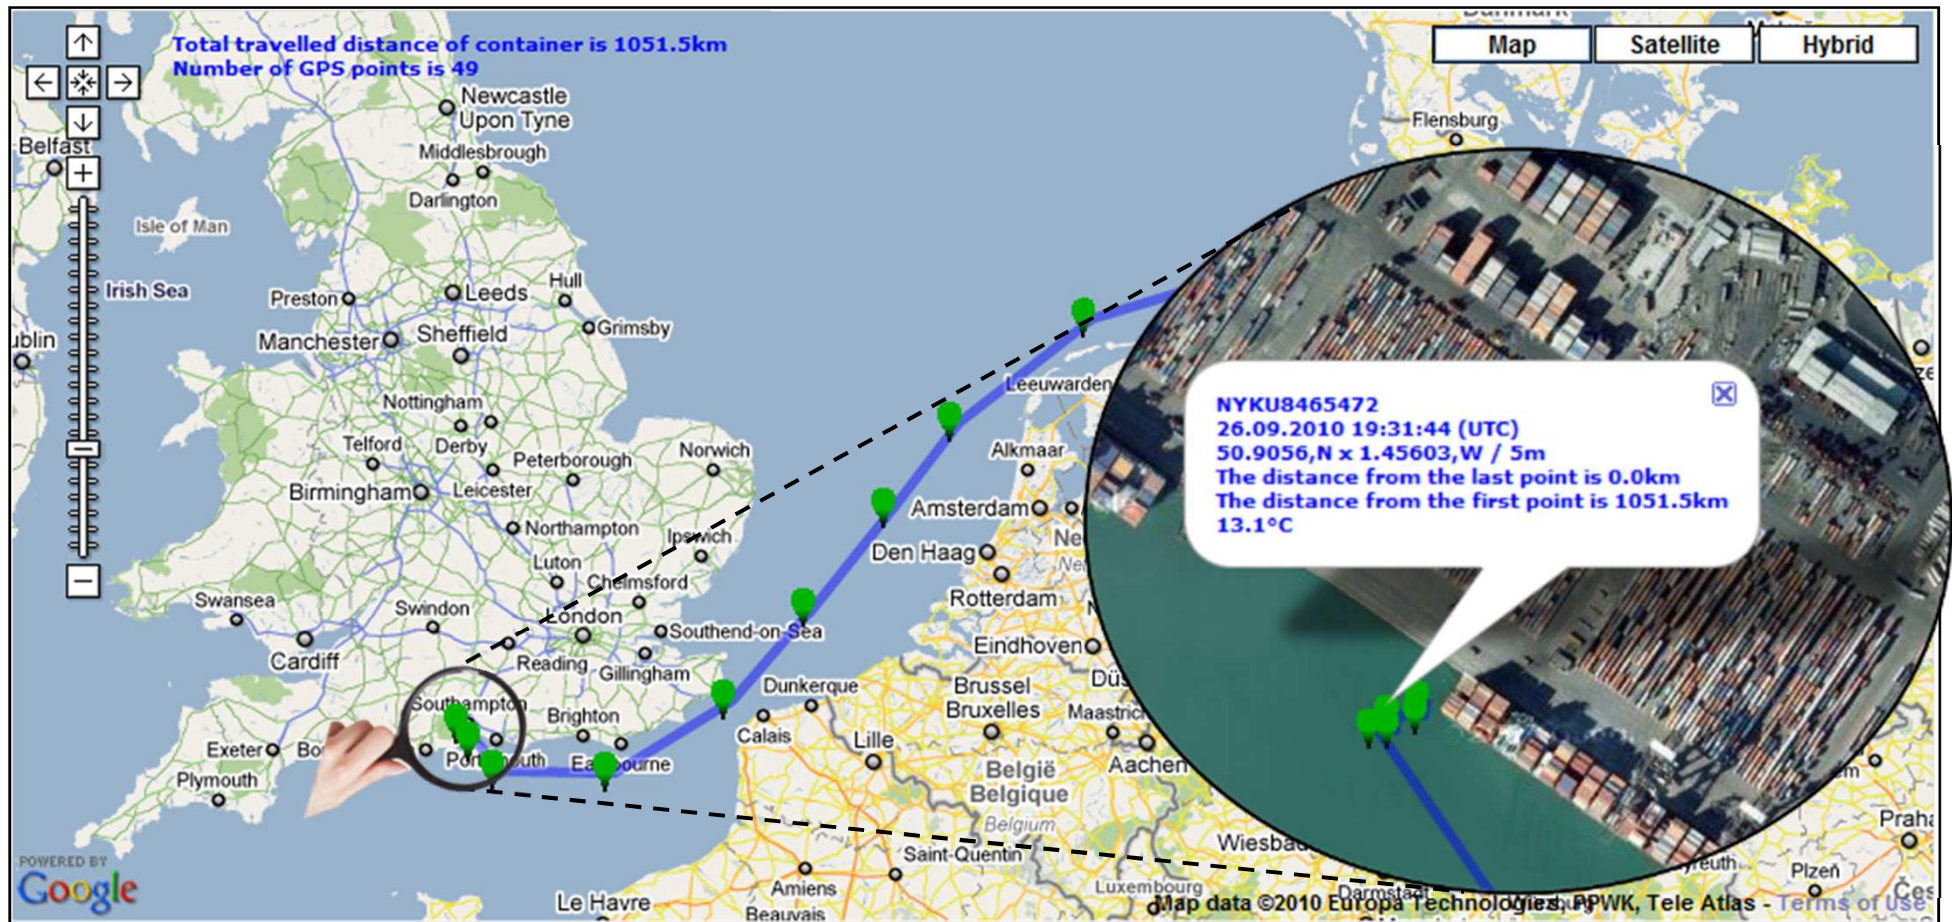 Total travelled distance of container is 1051.5km
Number of GPS points is 49
Map
Satellite
Hybrid
Newcastle
Upon Tyne
Flensburg
Belfast
Middlesbrough
Darlington
Isle of Man
Irish Sea
Hull
Preston
Leeds
Grimsby
Manchester
Sheffield
Leeuwarden
Nottingham
NYKU8465472
26.09.2010 19:31:44 (UTC)
50.9056,N x 1.45603,W / 5m
The distance from the last point is 0.0km
The distance from the first point is 1051.5km
13.1°C
Telford
Derby
Norwich
Alkmaar
Peterborough
Birmingham
Leicester
Amsterdam
Northampton
Ipswich
Den Haag
Luton
Chelmsford
Swansea
Swindon
London
Rotterdam
Southend-on-Sea
Cardiff
Reading
Gillingham
Eindhoven
Dunkerque
Brussel
Bruxelles
Southampton
Brighton
Maastric
Calais
Lille
Exeter
Portsmouth
Eastbourne
Aachen
Plymouth
België
Belgique
Belgium
Wiesba
Praha
Saint-Quentin
Plzeň
POWERED BY
Google
Amiens
Luxembourg
Darmstadt
Le Havre
Beauvais
Map data ©2010 Europa Technologies, PPWK, Tele Atlas - Terms of Use